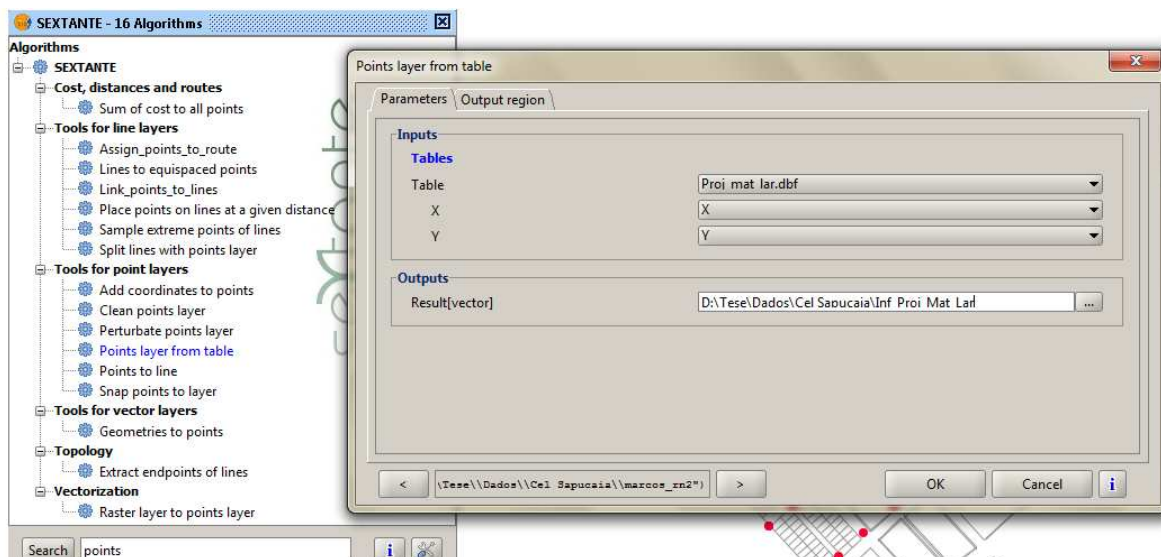 SEXTANTE - 16 Algorithms
Algorithms
SEXTANTE
Cost, distances and routes
Sum of cost to all points
Tools for line layers
Assign_points_to_route
Lines to equispaced points
Link_points_to_lines
Place points on lines at a given distance
Sample extreme points of lines
Split lines with points layer
Tools for point layers
Add coordinates to points
Clean points layer
Perturbate points layer
Points layer from table
Points to line
Snap points to layer
Tools for vector layers
Geometries to points
Topology
Extract endpoints of lines
Vectorization
Raster layer to points layer
Search points
i
Points layer from table
Parameters Output region
Inputs
Tables
Table Proj_mat_lar.dbf
X X
Y Y
Outputs
Result[vector] D:\Tese\Dados\Cel_Sapucaia\Inf_Proj_Mat_Lar ...
< \Tese\\Dados\\Cel_Sapucaia\\marcos_rn2") > OK Cancel i